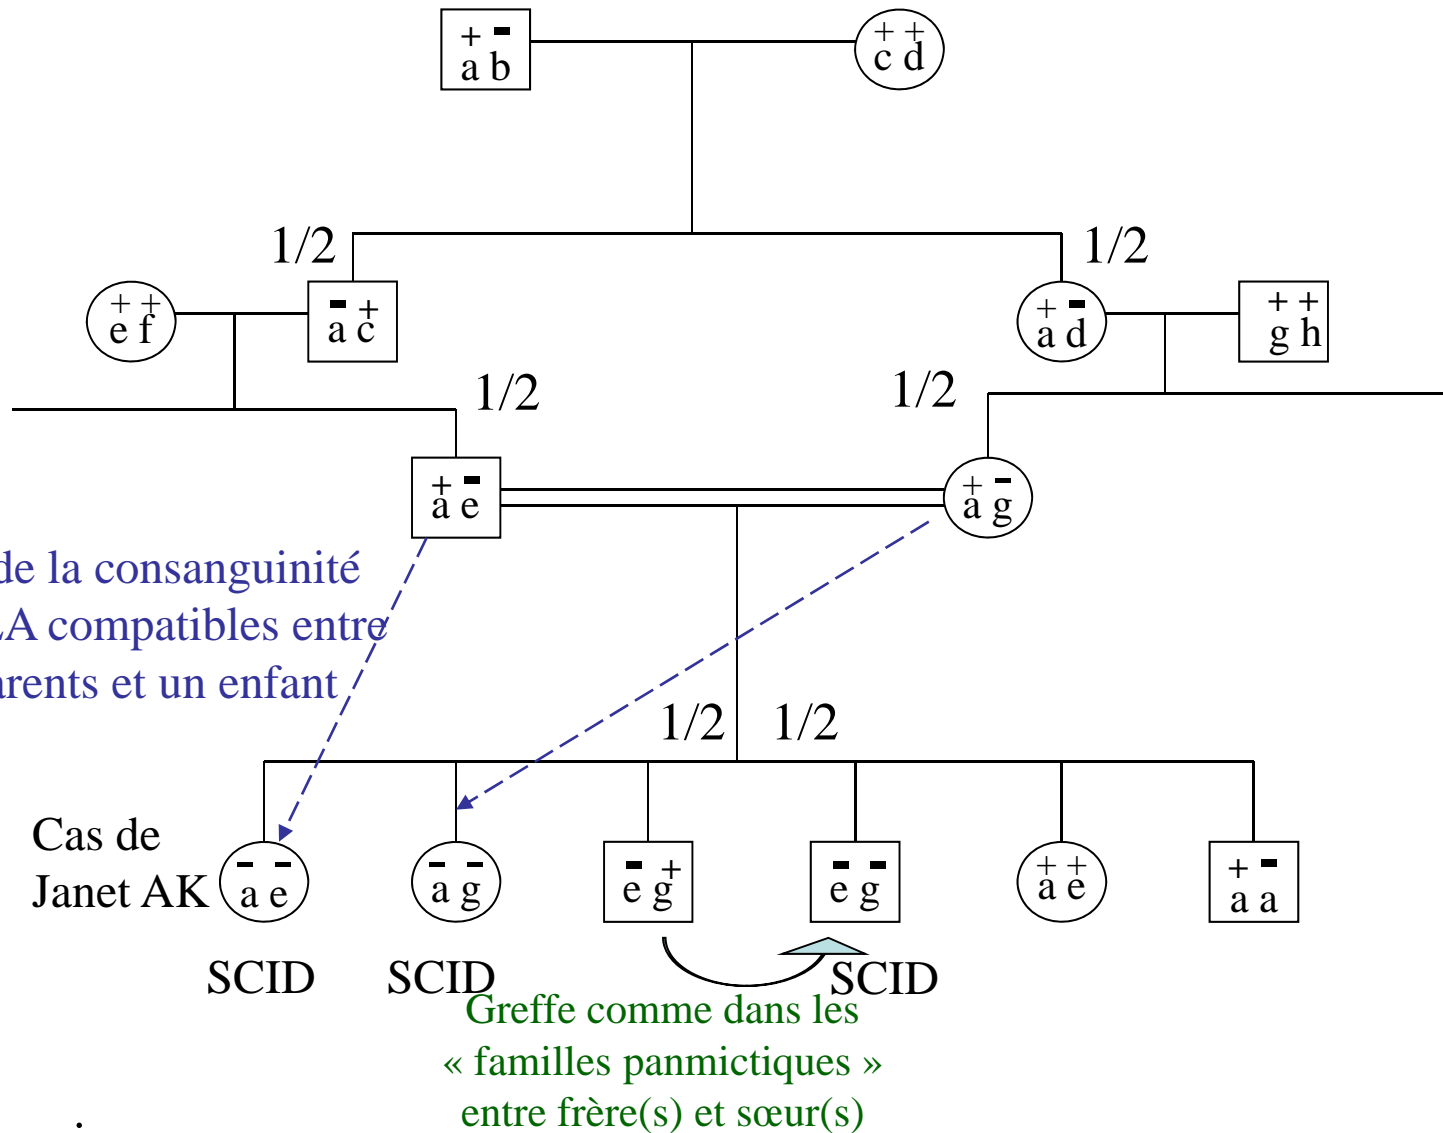 + -
a b
+ +
c d
1/2
1/2
+ +
e f
- +
a c
+ -
a d
+ +
g h
1/2
1/2
+ -
a e
+ -
a g
de la consanguinité
A compatibles entre
arents et un enfant
1/2 1/2
Cas de
Janet AK
- -
a e
- -
a g
- +
e g
- -
e g
+ +
a e
+ -
a a
SCID
SCID
SCID
Greffe comme dans les
« familles panmictiques »
entre frère(s) et sœur(s)
.